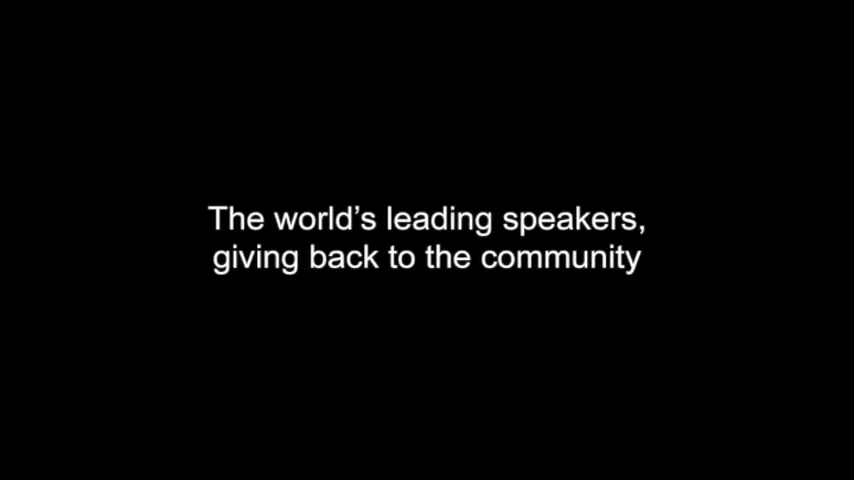 The world’s leading speakers,
giving back to the community